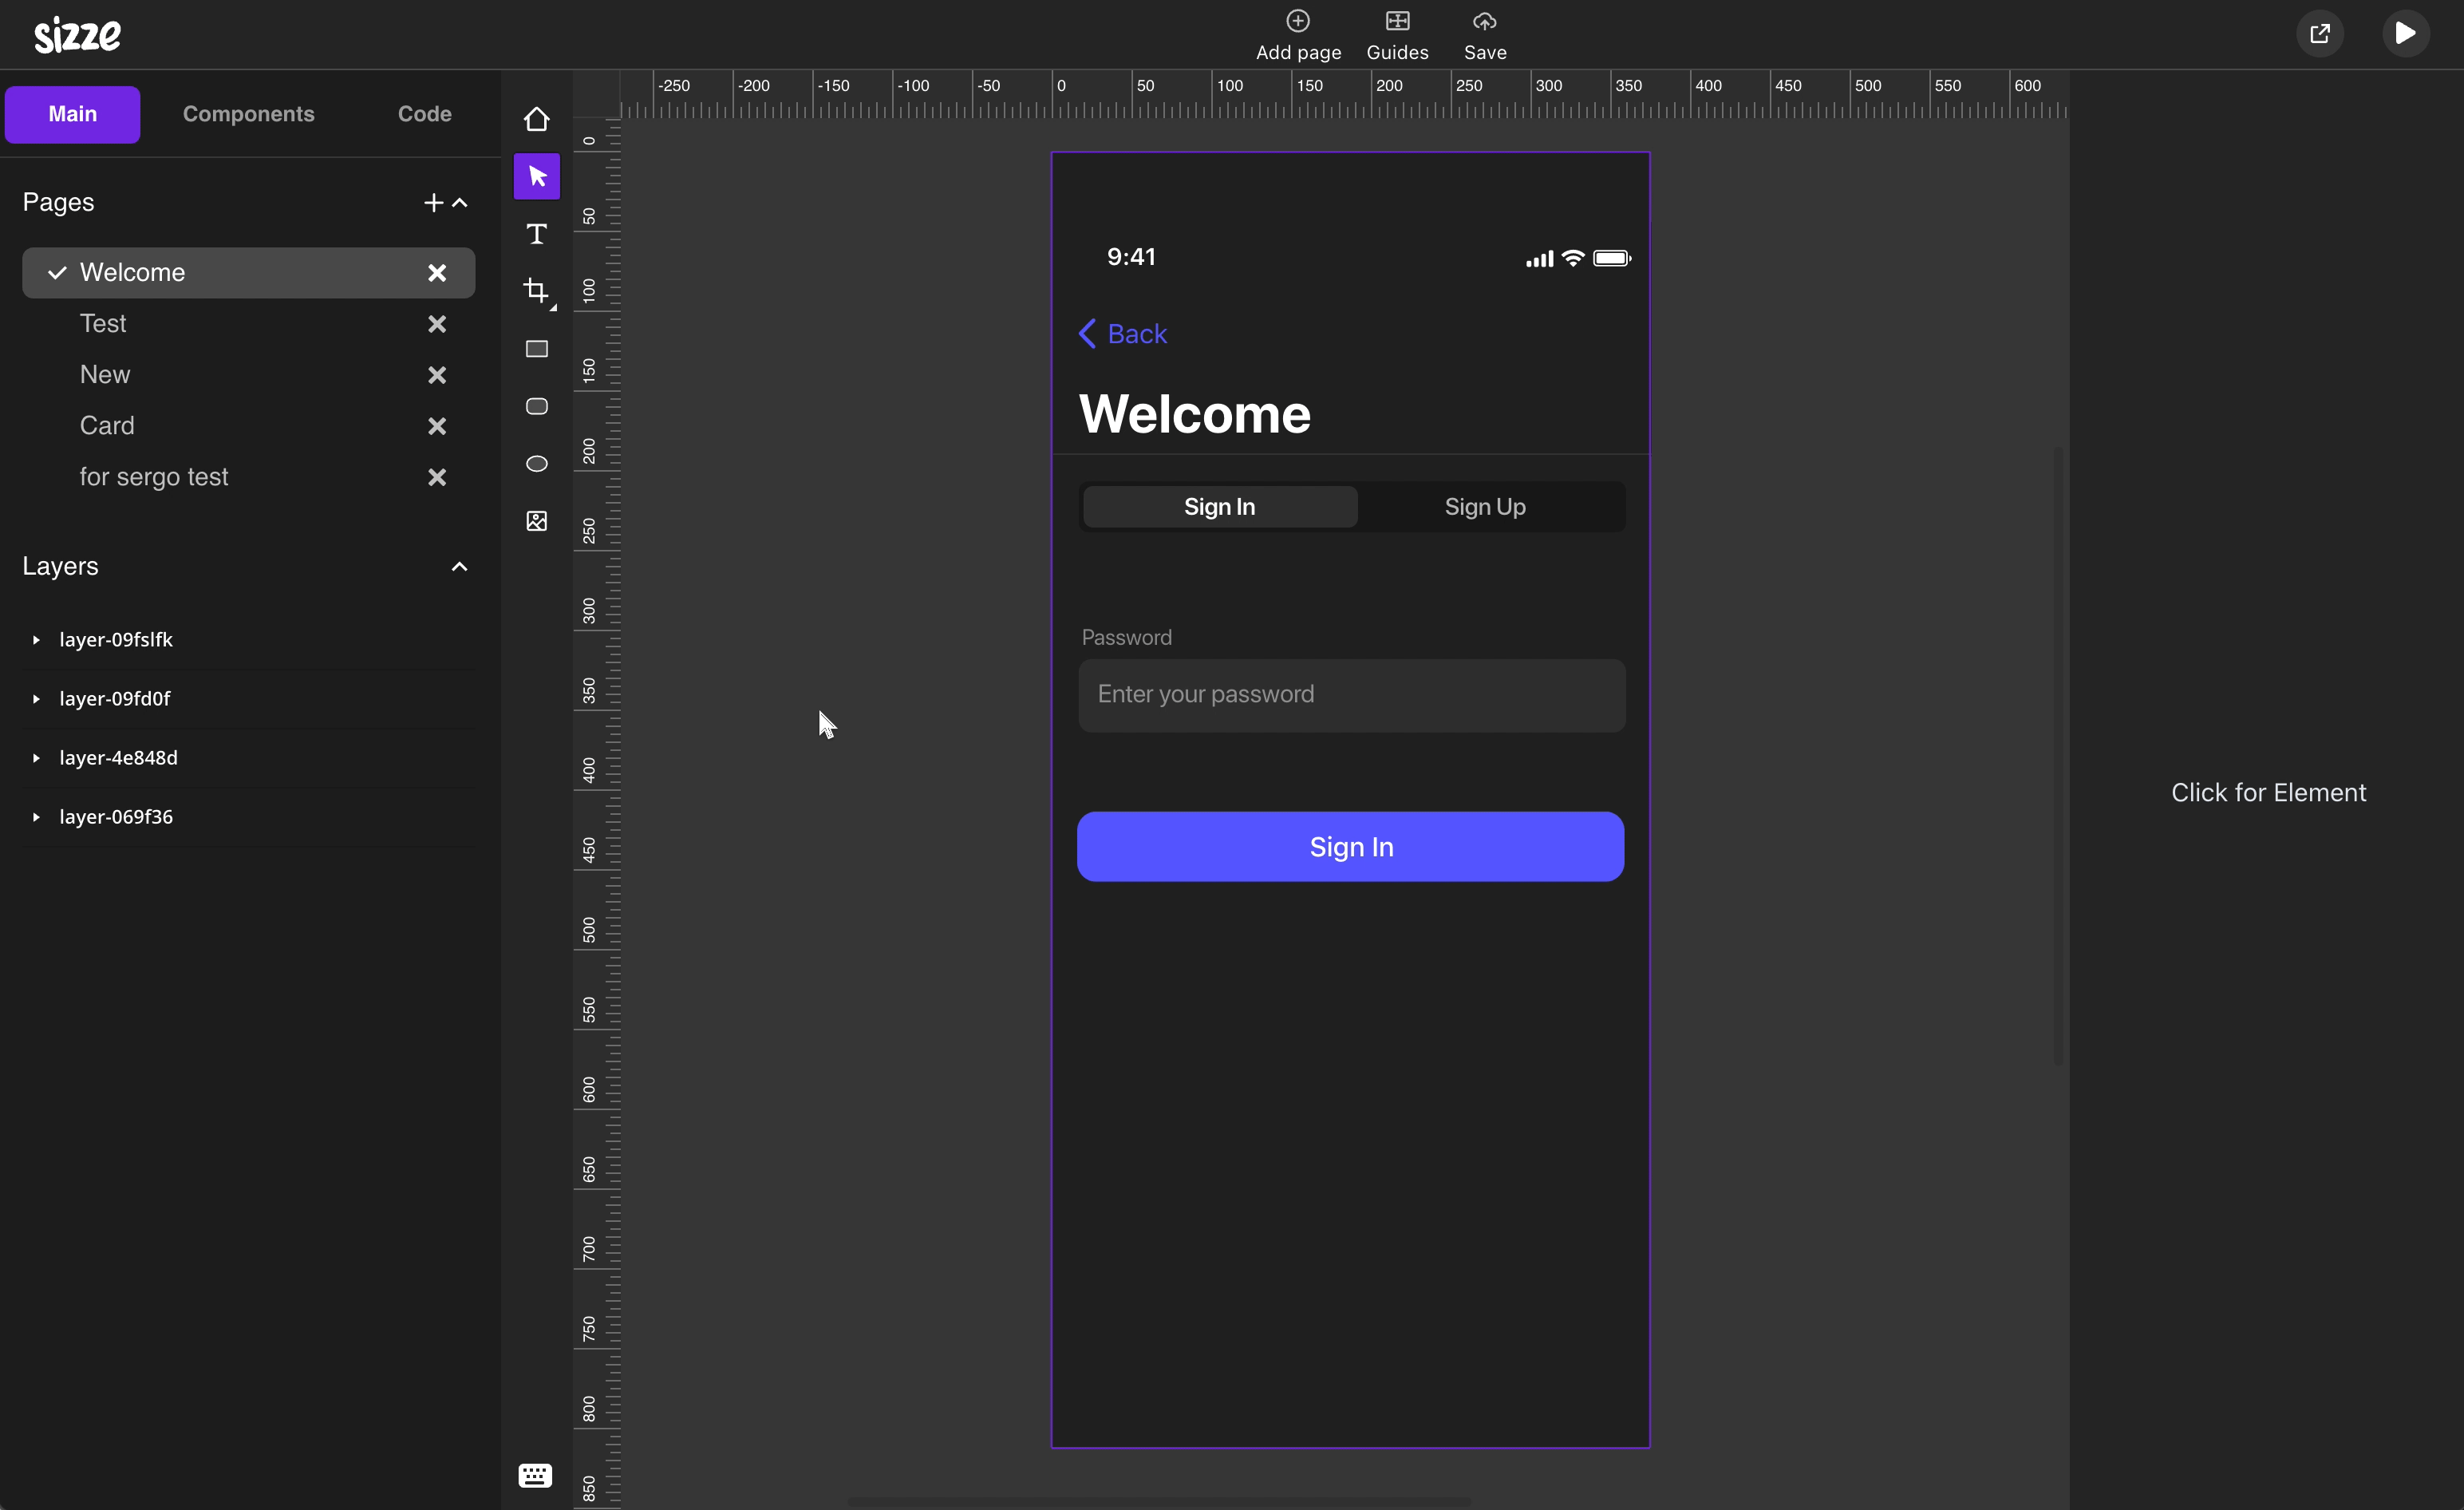 sizze
Add page
Guides
Save
Main
Components
Code
-250
-200
-150
-100
-50
0
50
100
150
200
250
300
350
400
450
500
550
600
Pages
Welcome
Test
New
Card
for sergo test
Layers
layer-09fslfk
layer-09fd0f
layer-4e848d
layer-069f36
T
0
50
100
150
200
250
300
350
400
450
500
550
600
650
700
750
800
850
9:41
Back
Welcome
Sign In
Sign Up
Password
Enter your password
Sign In
Click for Element